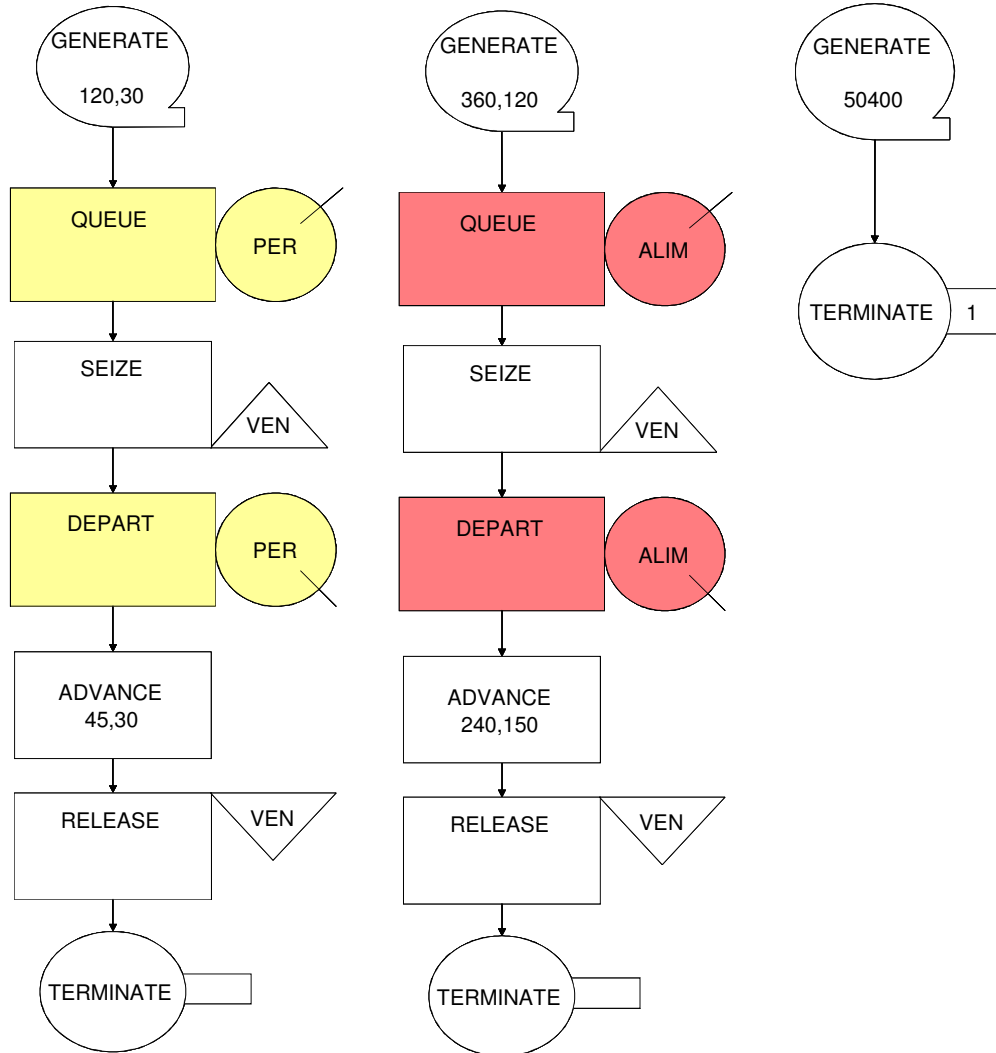 GENERATE
120,30
QUEUE
PER
SEIZE
VEN
DEPART
PER
ADVANCE
45,30
RELEASE
VEN
TERMINATE
GENERATE
360,120
QUEUE
ALIM
SEIZE
VEN
DEPART
ALIM
ADVANCE
240,150
RELEASE
VEN
TERMINATE
GENERATE
50400
TERMINATE
1